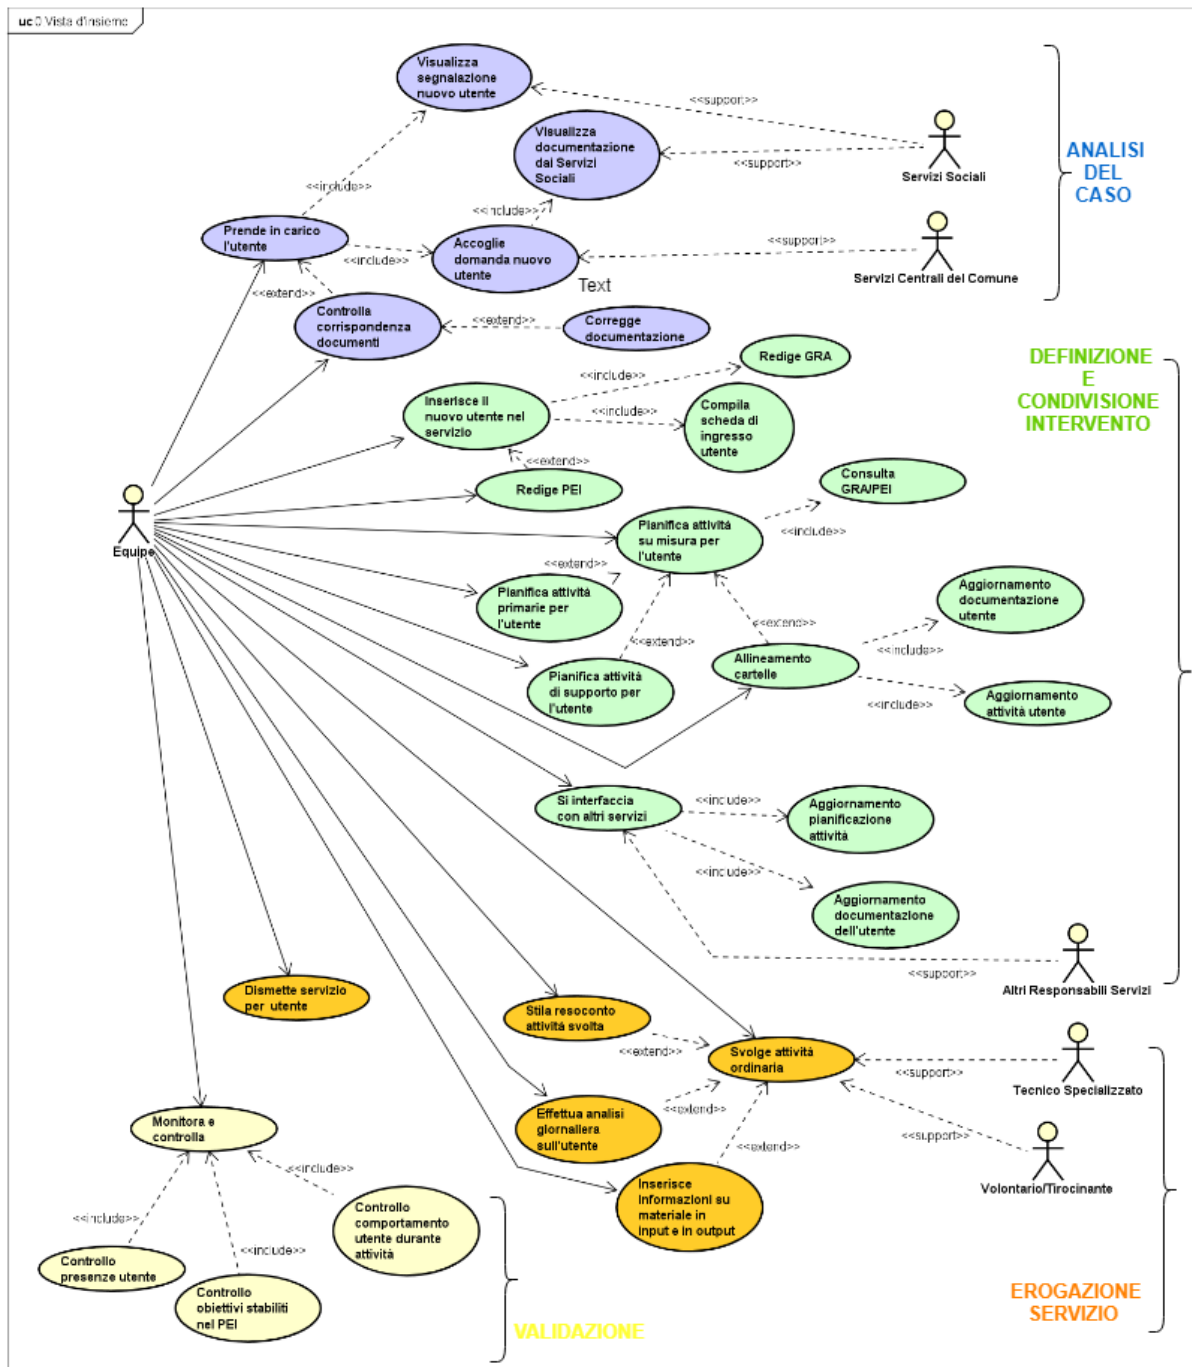 uc 0 Vista d'insieme
Visualizza
segnalazione
nuovo utente
<<support>>
Visualizza
documentazione
dai Servizi
Sociali
<<support>>
Servizi Sociali
ANALISI
DEL
CASO
<<include>>
<<include>>
Prende in carico
l'utente
<<include>>
Accoglie
domanda nuovo
utente
<<support>>
Servizi Centrali del Comune
Text
<<extend>>
Controlla
corrispondenza
documenti
<<extend>>
Corregge
documentazione
DEFINIZIONE
E
CONDIVISIONE
INTERVENTO
Redige GRA
<<include>>
Inserisce il
nuovo utente nel
servizio
<<include>>
Compila
scheda di
ingresso
utente
<<extend>>
Redige PEI
Consulta
GRA/PEI
<<include>>
Pianifica attività
su misura per
l'utente
Equipe
<<extend>>
Pianifica attività
primarie per
l'utente
<<extend>>
<<extend>>
Aggiornamento
documentazione
utente
<<include>>
Pianifica attività
di supporto per
l'utente
Allineamento
cartelle
<<include>>
Aggiornamento
attività utente
Si interfaccia
con altri servizi
<<include>>
Aggiornamento
pianificazione
attività
<<include>>
Aggiornamento
documentazione
dell'utente
<<support>>
Altri Responsabili Servizi
Dismette servizio
per utente
Stila resoconto
attività svolta
<<extend>>
Svolge attività
ordinaria
<<support>>
Tecnico Specializzato
Effettua analisi
giornaliera
sull'utente
<<extend>>
<<extend>>
<<support>>
Volontario/Tirocinante
Inserisce
informazioni su
materiale in
input e in output
Monitora e
controlla
<<include>>
<<include>>
<<include>>
Controllo
comportamento
utente durante
attività
Controllo
presenze utente
Controllo
obiettivi stabiliti
nel PEI
VALIDAZIONE
EROGAZIONE
SERVIZIO